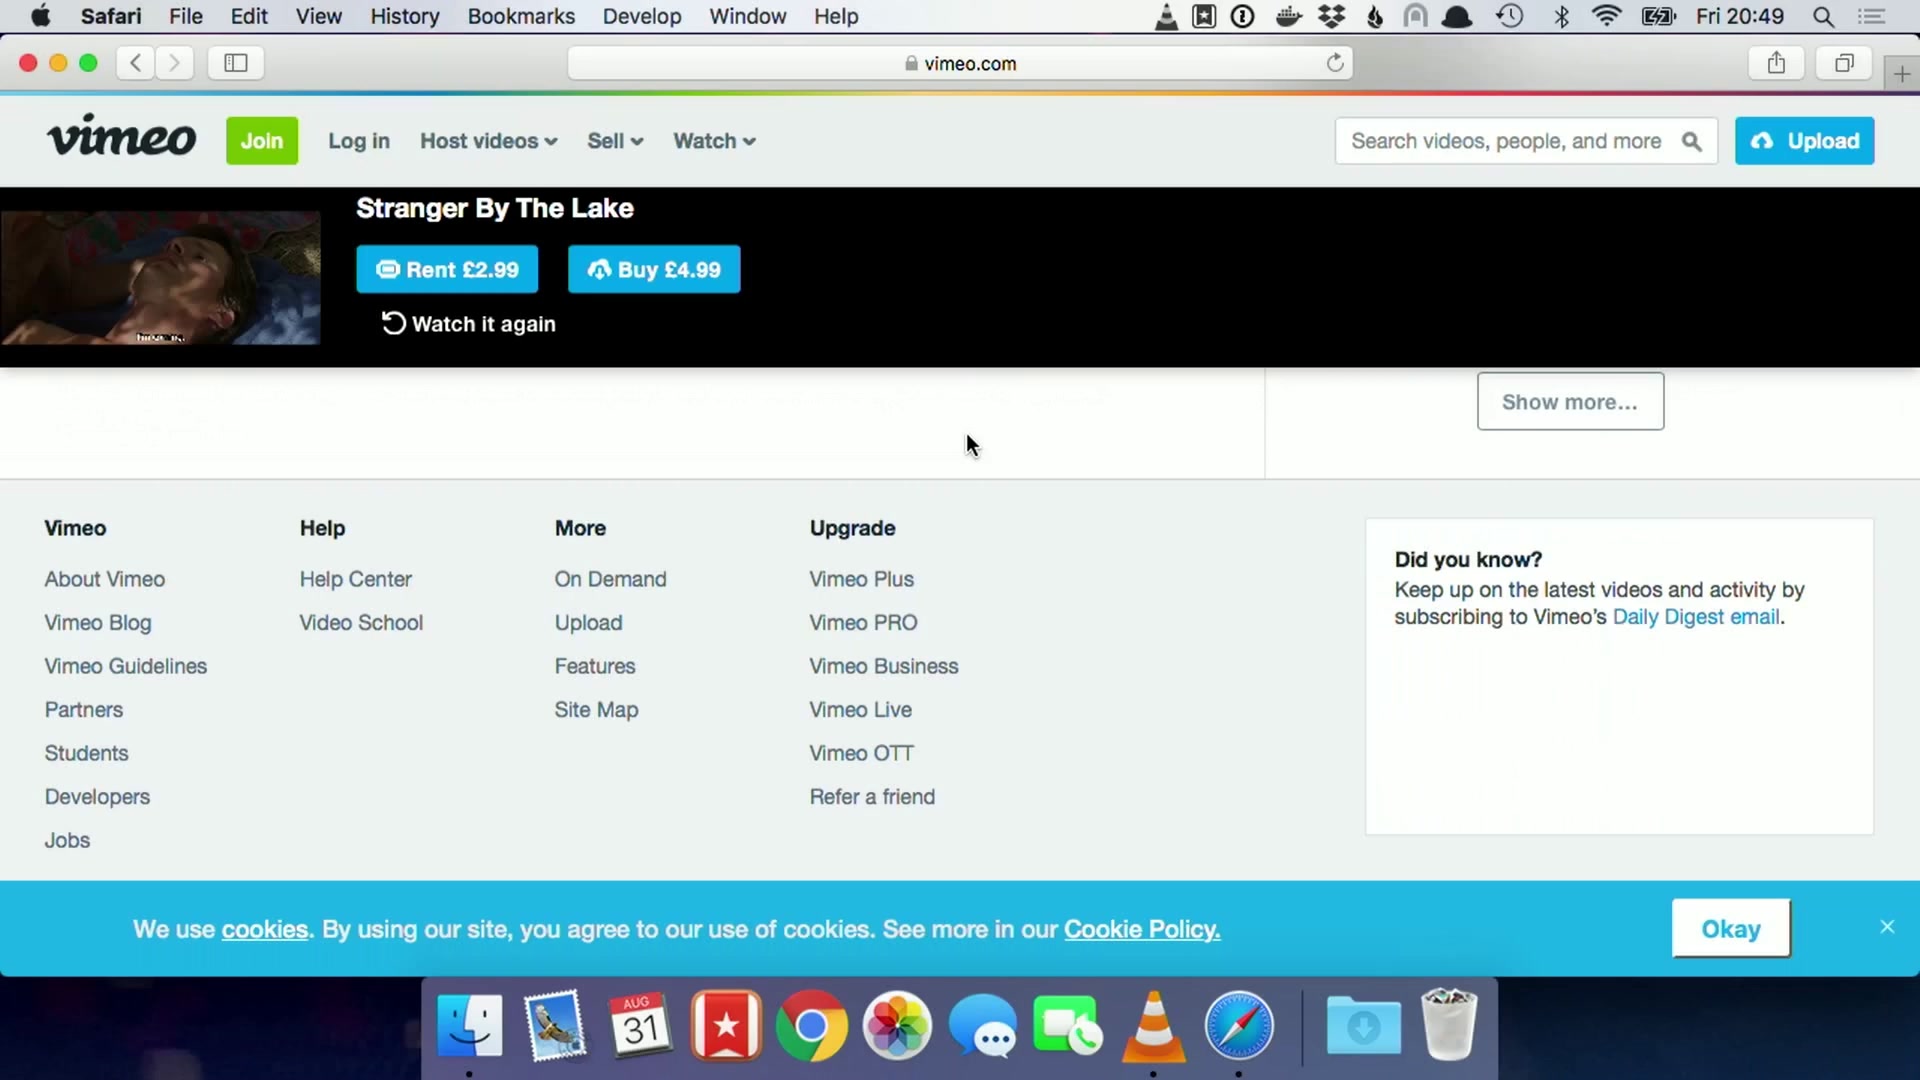 Safari File Edit View History Bookmarks Develop Window Help Fri 20:49
vimeo.com
vimeo Join Log in Host videos Sell Watch Search videos, people, and more Upload
Stranger By The Lake
Rent £2.99 Buy £4.99
Watch it again
Show more...
Vimeo Help More Upgrade
Did you know?
About Vimeo Help Center On Demand Vimeo Plus
Keep up on the latest videos and activity by
subscribing to Vimeo's Daily Digest email.
Vimeo Blog Video School Upload Vimeo PRO
Vimeo Guidelines Features Vimeo Business
Partners Site Map Vimeo Live
Students Vimeo OTT
Developers Refer a friend
Jobs
We use cookies. By using our site, you agree to our use of cookies. See more in our Cookie Policy. Okay
AUG
31